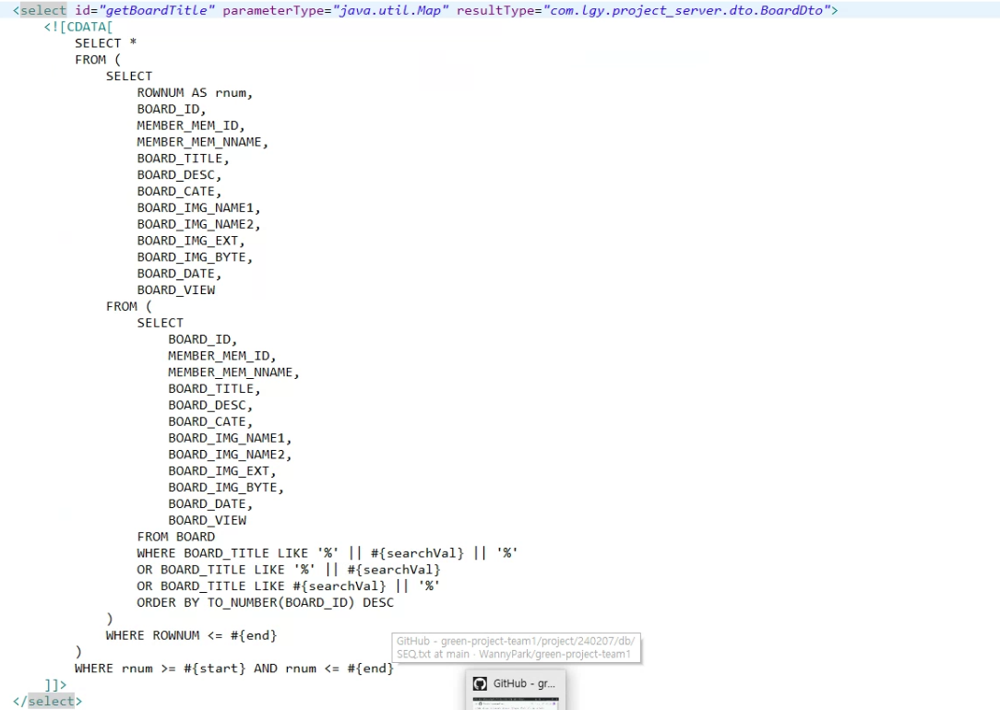 <select id="getBoardTitle" parameterType="java.util.Map" resultType="com.lgy.project_server.dto.BoardDto">
<![CDATA[
SELECT *
FROM (
SELECT
ROWNUM AS rnum,
BOARD_ID,
MEMBER_MEM_ID,
MEMBER_MEM_NNAME,
BOARD_TITLE,
BOARD_DESC,
BOARD_CATE,
BOARD_IMG_NAME1,
BOARD_IMG_NAME2,
BOARD_IMG_EXT,
BOARD_IMG_BYTE,
BOARD_DATE,
BOARD_VIEW
FROM (
SELECT
BOARD_ID,
MEMBER_MEM_ID,
MEMBER_MEM_NNAME,
BOARD_TITLE,
BOARD_DESC,
BOARD_CATE,
BOARD_IMG_NAME1,
BOARD_IMG_NAME2,
BOARD_IMG_EXT,
BOARD_IMG_BYTE,
BOARD_DATE,
BOARD_VIEW
FROM BOARD
WHERE BOARD_TITLE LIKE '%' || #{searchVal} || '%'
OR BOARD_TITLE LIKE '%' || #{searchVal}
OR BOARD_TITLE LIKE #{searchVal} || '%'
ORDER BY TO_NUMBER(BOARD_ID) DESC
)
WHERE ROWNUM <= #{end}
)
WHERE rnum >= #{start} AND rnum <= #{end}
]]>
</select>
GitHub - green-project-team1/project/240207/db/
SEQ.txt at main · WannyPark/green-project-team1
GitHub - gr...